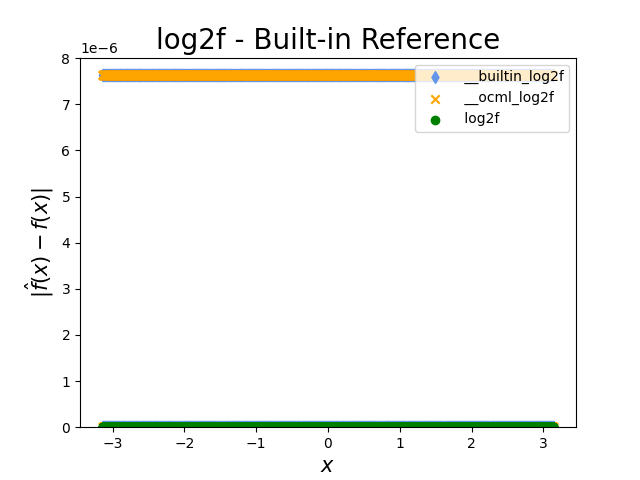 log2f - Built-in Reference
1e−6
8
7
6
5
4
3
2
1
0
|f̂(x) − f(x)|
__builtin_log2f
__ocml_log2f
log2f
−3 −2 −1 0 1 2 3
x